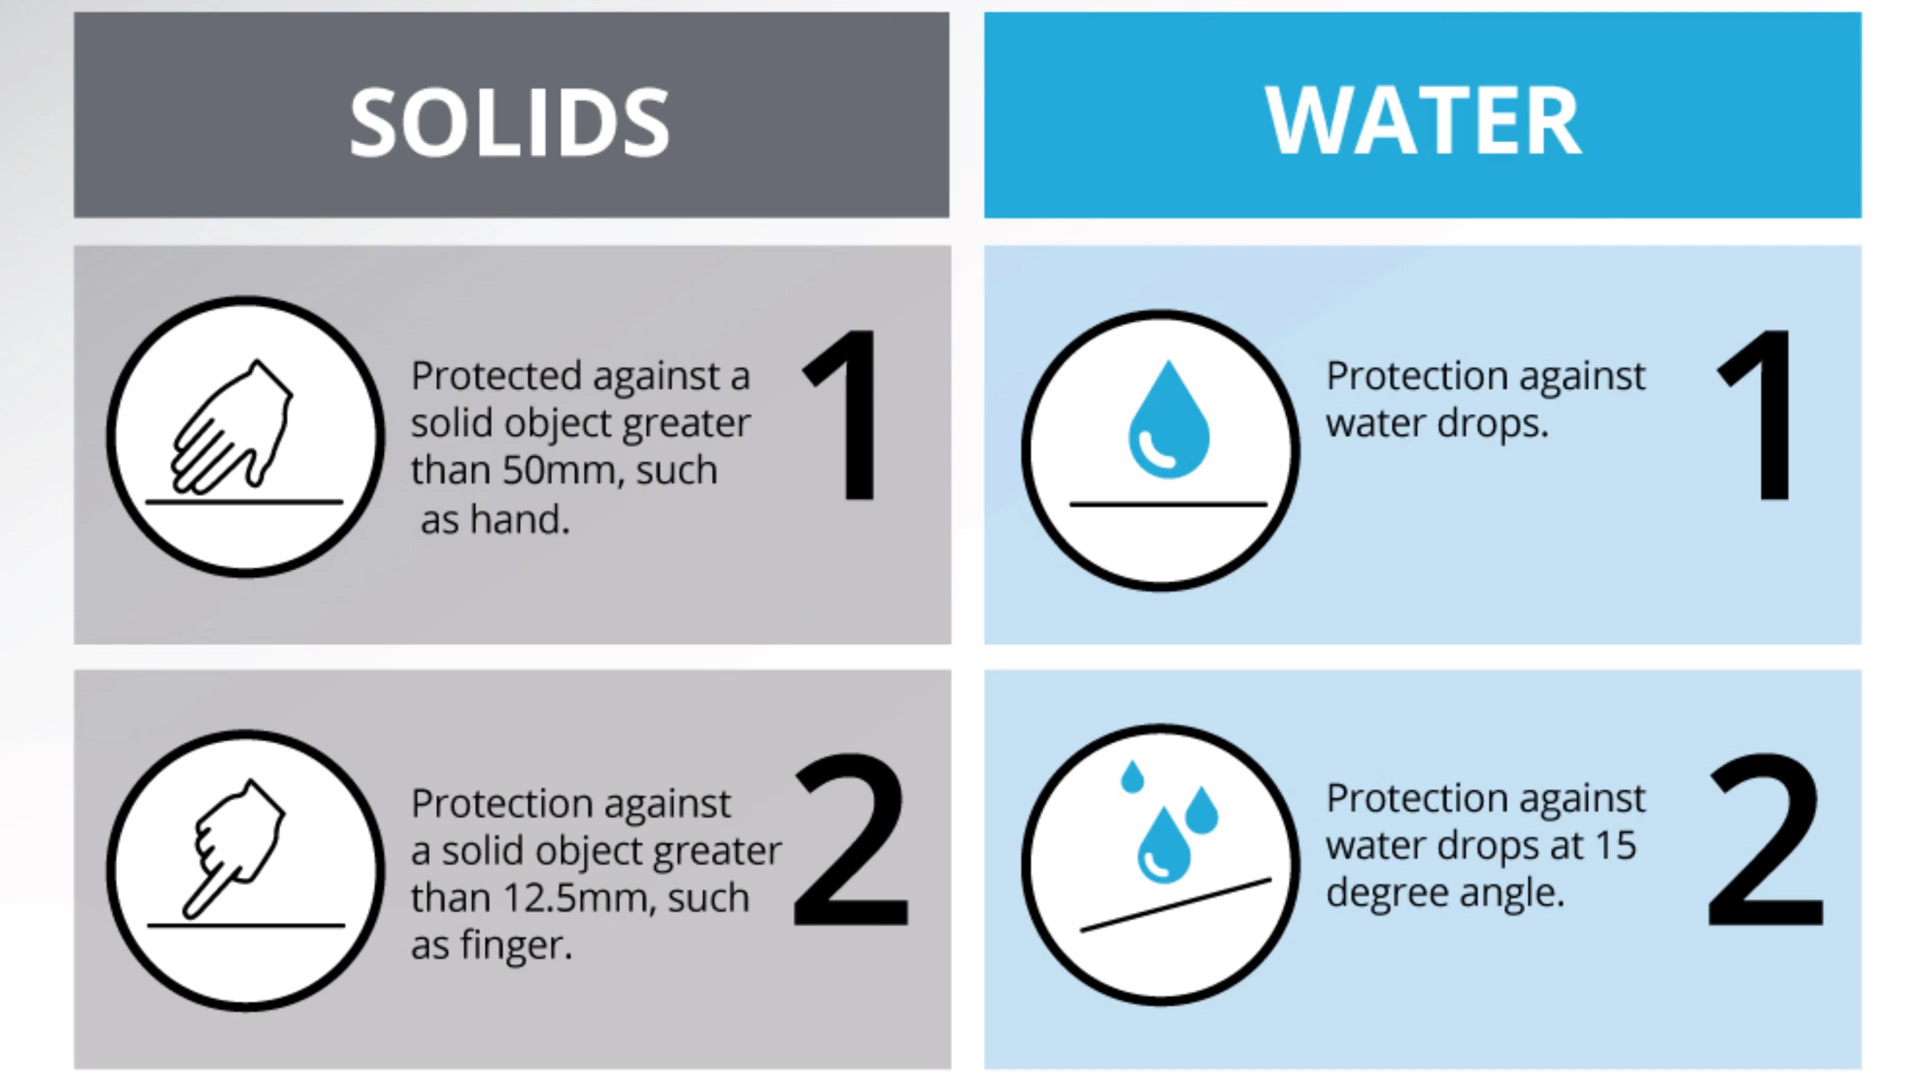 SOLIDS
WATER
Protected against a
solid object greater
than 50mm, such
as hand.
1
Protection against
water drops.
1
Protection against
a solid object greater
than 12.5mm, such
as finger.
2
Protection against
water drops at 15
degree angle.
2